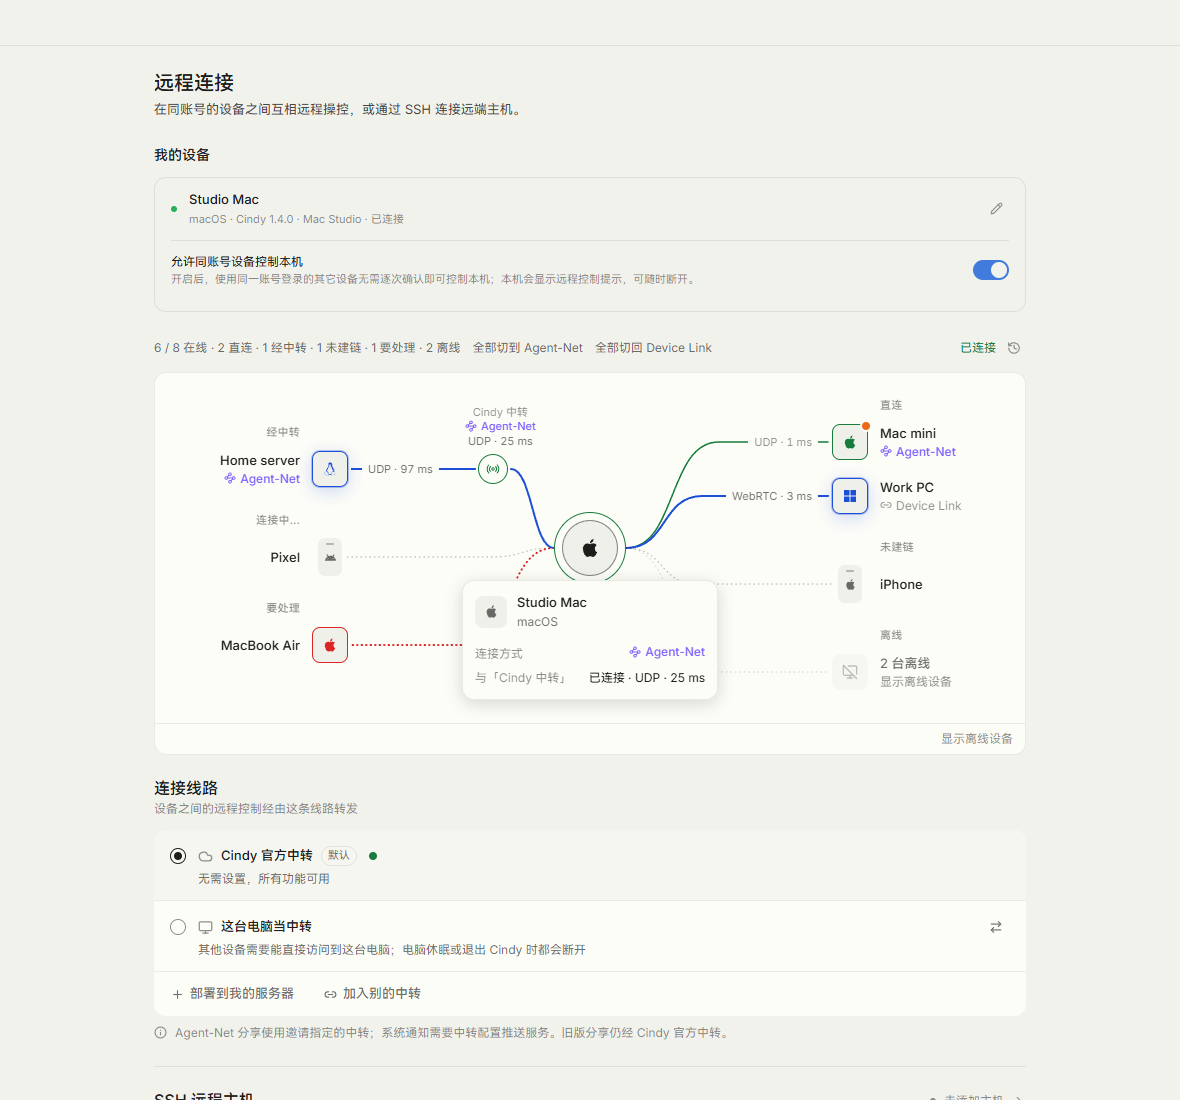 远程连接
在同账号的设备之间互相远程操控，或通过 SSH 连接远端主机。
我的设备
Studio Mac
macOS · Cindy 1.4.0 · Mac Studio · 已连接
允许同账号设备控制本机
开启后，使用同一账号登录的其它设备无需逐次确认即可控制本机；本机会显示远程控制提示，可随时断开。
6 / 8 在线 · 2 直连 · 1 经中转 · 1 未建链 · 1 要处理 · 2 离线 全部切到 Agent-Net 全部切回 Device Link
已连接
经中转
Home server
Agent-Net
UDP · 97 ms
Cindy 中转
Agent-Net
UDP · 25 ms
连接中...
Pixel
要处理
MacBook Air
直连
UDP · 1 ms
Mac mini
Agent-Net
WebRTC · 3 ms
Work PC
Device Link
未建链
iPhone
离线
2 台离线
显示离线设备
Studio Mac
macOS
连接方式
Agent-Net
与「Cindy 中转」
已连接 · UDP · 25 ms
显示离线设备
连接线路
设备之间的远程控制经由这条线路转发
Cindy 官方中转 默认
无需设置，所有功能可用
这台电脑当中转
其他设备需要能直接访问到这台电脑；电脑休眠或退出 Cindy 时都会断开
部署到我的服务器
加入别的中转
Agent-Net 分享使用邀请指定的中转；系统通知需要中转配置推送服务。旧版分享仍经 Cindy 官方中转。
SSH 远程主机
未添加主机